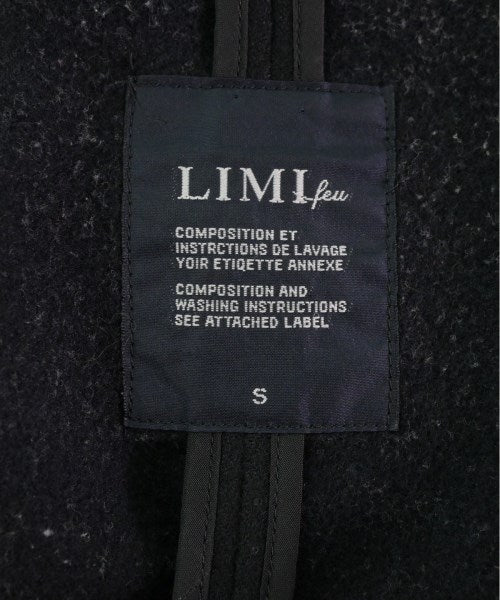 LIMI feu
COMPOSITION ET
INSTRCTIONS DE LAVAGE
YOIR ETIQETTE ANNEXE
COMPOSITION AND
WASHING INSTRUCTIONS
SEE ATTACHED LABEL
S